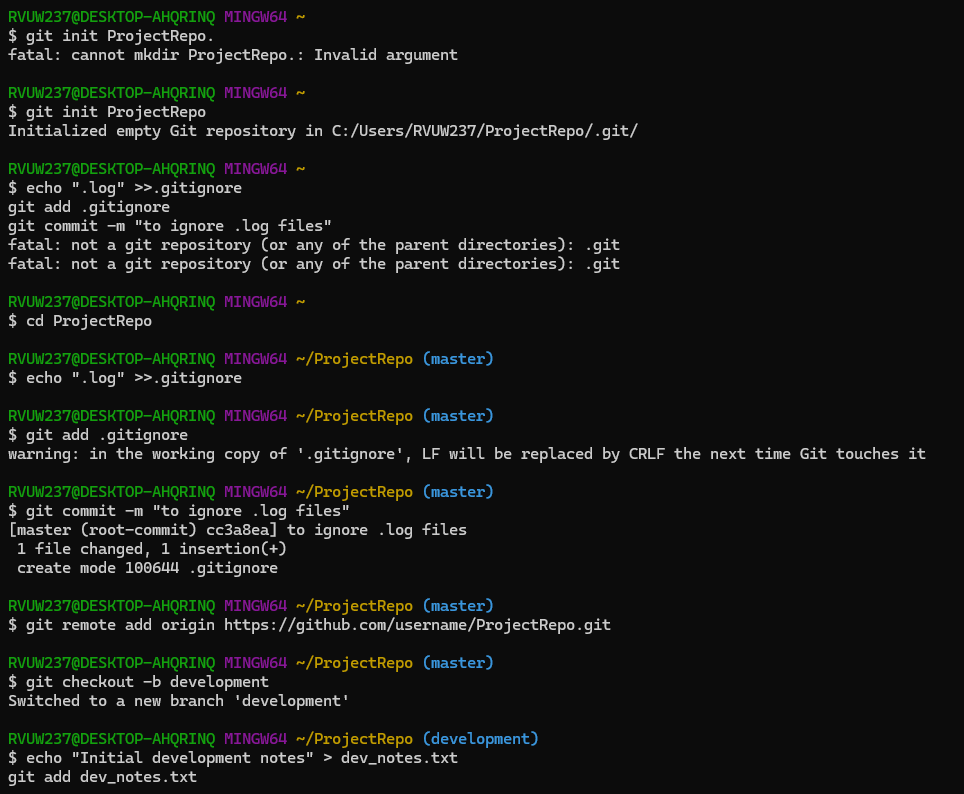 RVUW237@DESKTOP-AHQRINQ MINGW64 ~
$ git init ProjectRepo.
fatal: cannot mkdir ProjectRepo.: Invalid argument
RVUW237@DESKTOP-AHQRINQ MINGW64 ~
$ git init ProjectRepo
Initialized empty Git repository in C:/Users/RVUW237/ProjectRepo/.git/
RVUW237@DESKTOP-AHQRINQ MINGW64 ~
$ echo ".log" >>.gitignore
git add .gitignore
git commit -m "to ignore .log files"
fatal: not a git repository (or any of the parent directories): .git
fatal: not a git repository (or any of the parent directories): .git
RVUW237@DESKTOP-AHQRINQ MINGW64 ~
$ cd ProjectRepo
RVUW237@DESKTOP-AHQRINQ MINGW64 ~/ProjectRepo (master)
$ echo ".log" >>.gitignore
RVUW237@DESKTOP-AHQRINQ MINGW64 ~/ProjectRepo (master)
$ git add .gitignore
warning: in the working copy of '.gitignore', LF will be replaced by CRLF the next time Git touches it
RVUW237@DESKTOP-AHQRINQ MINGW64 ~/ProjectRepo (master)
$ git commit -m "to ignore .log files"
[master (root-commit) cc3a8ea] to ignore .log files
 1 file changed, 1 insertion(+)
 create mode 100644 .gitignore
RVUW237@DESKTOP-AHQRINQ MINGW64 ~/ProjectRepo (master)
$ git remote add origin https://github.com/username/ProjectRepo.git
RVUW237@DESKTOP-AHQRINQ MINGW64 ~/ProjectRepo (master)
$ git checkout -b development
Switched to a new branch 'development'
RVUW237@DESKTOP-AHQRINQ MINGW64 ~/ProjectRepo (development)
$ echo "Initial development notes" > dev_notes.txt
git add dev_notes.txt